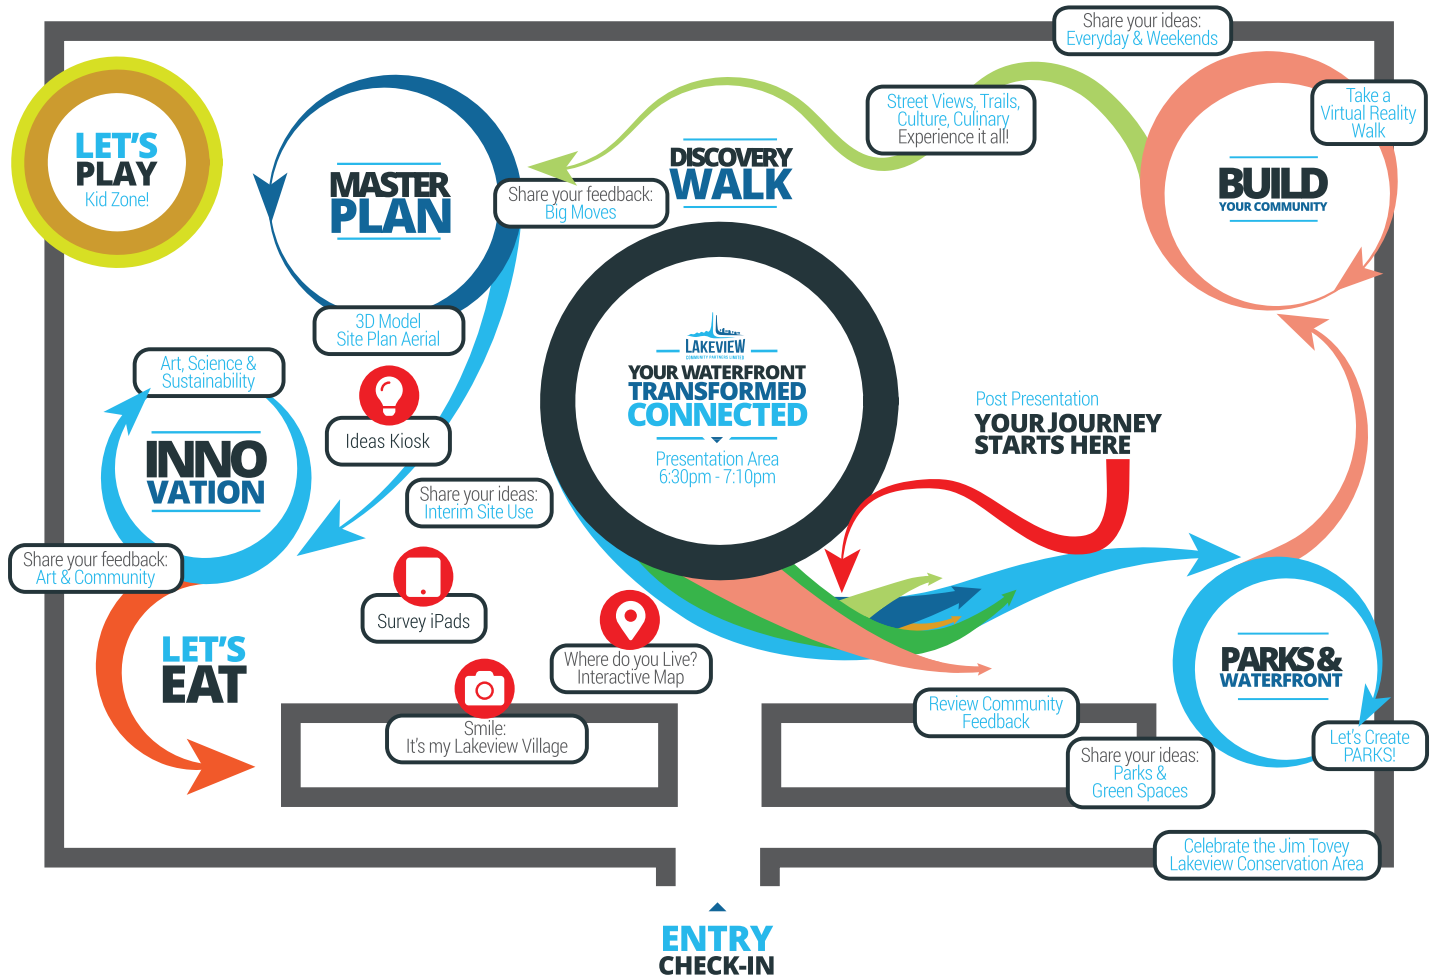 Share your ideas:
Everyday & Weekends
Take a
Virtual Reality
Walk
Street Views, Trails,
Culture, Culinary
Experience it all!
LET'S
PLAY
Kid Zone!
MASTER
PLAN
DISCOVERY
WALK
BUILD
YOUR COMMUNITY
Share your feedback:
Big Moves
3D Model
Site Plan Aerial
LAKEVIEW
COMMUNITY PARTNERS LIMITED
YOUR WATERFRONT
TRANSFORMED
CONNECTED
Presentation Area
6:30pm - 7:10pm
Art, Science &
Sustainability
Ideas Kiosk
INNO
VATION
Post Presentation
YOUR JOURNEY
STARTS HERE
Share your ideas:
Interim Site Use
Share your feedback:
Art & Community
Survey iPads
LET'S
EAT
Where do you Live?
Interactive Map
PARKS &
WATERFRONT
Smile:
It's my Lakeview Village
Review Community
Feedback
Let's Create
PARKS!
Share your ideas:
Parks &
Green Spaces
Celebrate the Jim Tovey
Lakeview Conservation Area
ENTRY
CHECK-IN